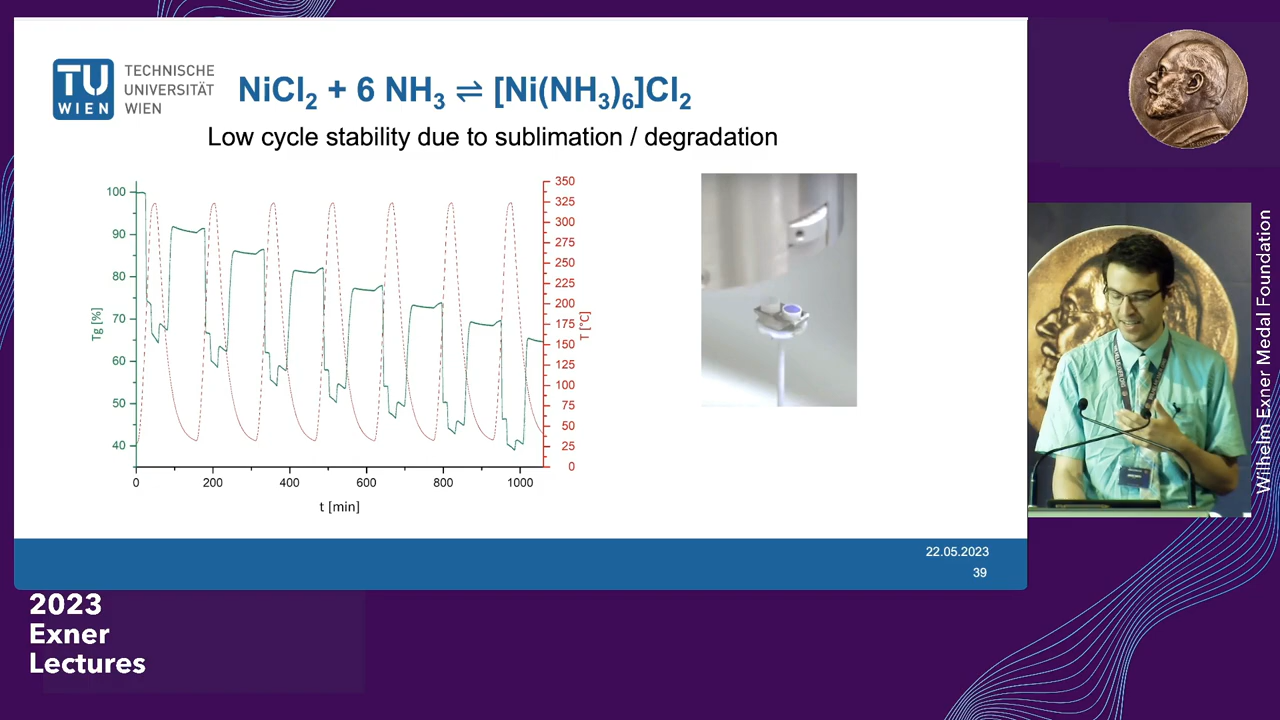 TU
WIEN
TECHNISCHE
UNIVERSITÄT
WIEN
NiCl₂ + 6 NH₃ ⇌ [Ni(NH₃)₆]Cl₂
Low cycle stability due to sublimation / degradation
Tg [%]
100
90
80
70
60
50
40
350
325
300
275
250
225
200
175
150
125
100
75
50
25
0
T [°C]
0 200 400 600 800 1000
t [min]
22.05.2023
39
Wilhelm Exner Medal Foundation
2023
Exner
Lectures